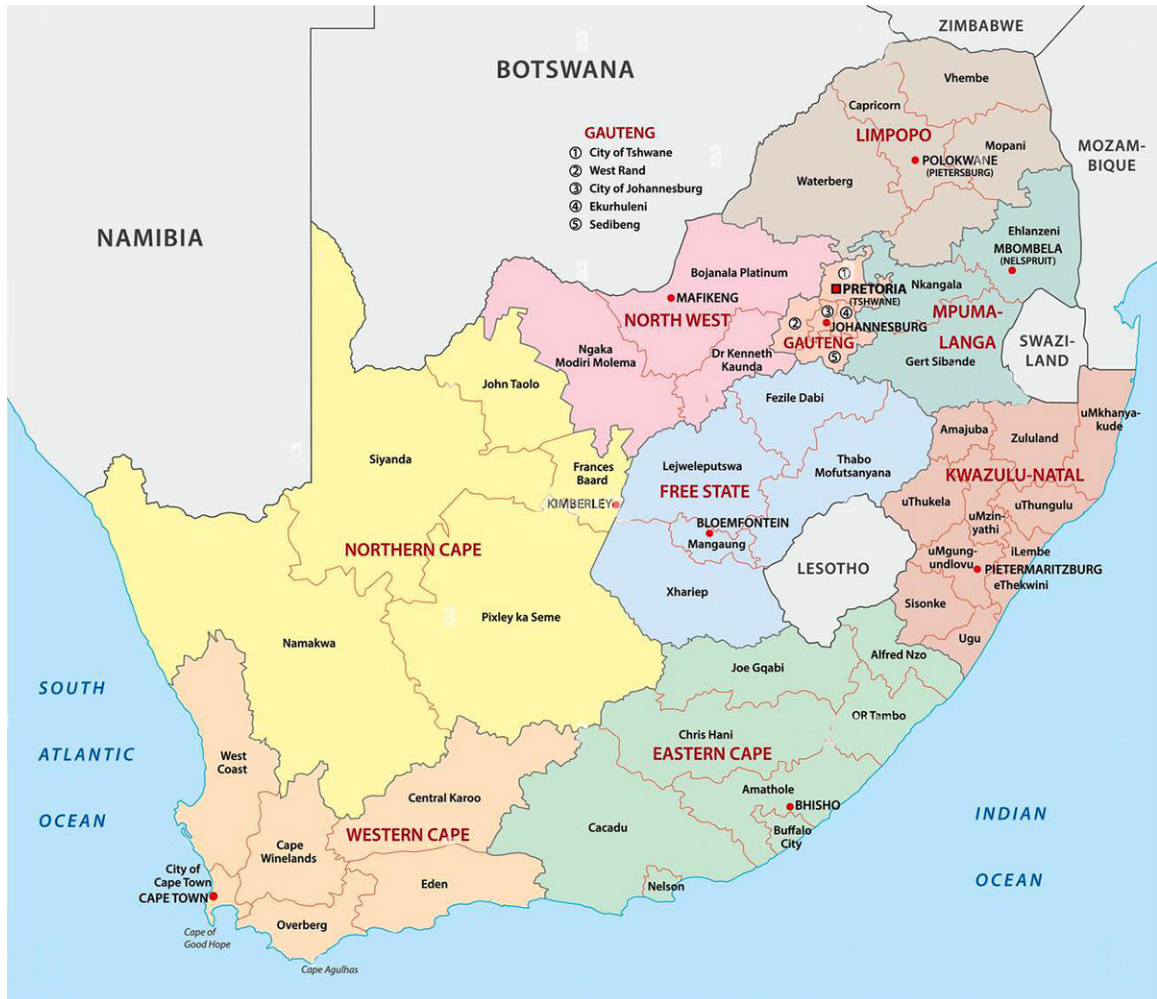 ZIMBABWE
BOTSWANA
NAMIBIA
MOZAM-
BIQUE
GAUTENG
① City of Tshwane
② West Rand
③ City of Johannesburg
④ Ekurhuleni
⑤ Sedibeng
Vhembe
Capricorn
LIMPOPO
Mopani
POLOKWANE
(PIETERSBURG)
Waterberg
Ehlanzeni
MBOMBELA
(NELSPRUIT)
Nkangala
MPUMA-
LANGA
Gert Sibande
SWAZI-
LAND
Bojanala Platinum
MAFIKENG
NORTH WEST
Ngaka
Modiri Molema
Dr Kenneth
Kaunda
①
PRETORIA
(TSHWANE)
②
③
④
JOHANNESBURG
GAUTENG
⑤
John Taolo
Siyanda
Frances
Baard
KIMBERLEY
NORTHERN CAPE
Pixley ka Seme
Namakwa
Fezile Dabi
Lejweleputswa
Thabo
Mofutsanyana
FREE STATE
BLOEMFONTEIN
Mangaung
Xhariep
LESOTHO
uMkhanya-
kude
Amajuba
Zululand
KWAZULU-NATAL
uThukela
uThungulu
uMzin-
yathi
uMgung-
undlovu
iLembe
PIETERMARITZBURG
eThekwini
Sisonke
Ugu
Alfred Nzo
Joe Gqabi
OR Tambo
Chris Hani
EASTERN CAPE
Amathole
BHISHO
Buffalo
City
Cacadu
Nelson
West
Coast
Central Karoo
WESTERN CAPE
Cape
Winelands
City of
Cape Town
CAPE TOWN
Eden
Overberg
Cape of
Good Hope
Cape Agulhas
SOUTH
ATLANTIC
OCEAN
INDIAN
OCEAN
a
a
a
a
a